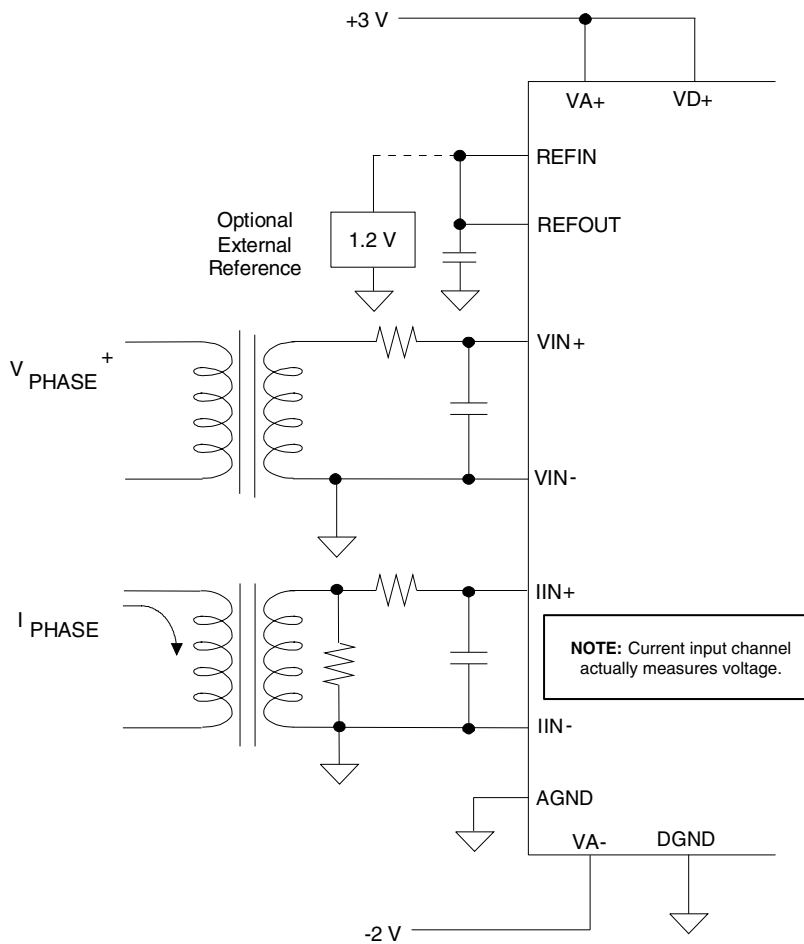 +3 V
VA+
VD+
REFIN
Optional
External
Reference
1.2 V
REFOUT
V PHASE +
VIN+
VIN-
I PHASE
IIN+
NOTE: Current input channel
actually measures voltage.
IIN-
AGND
VA-
DGND
-2 V